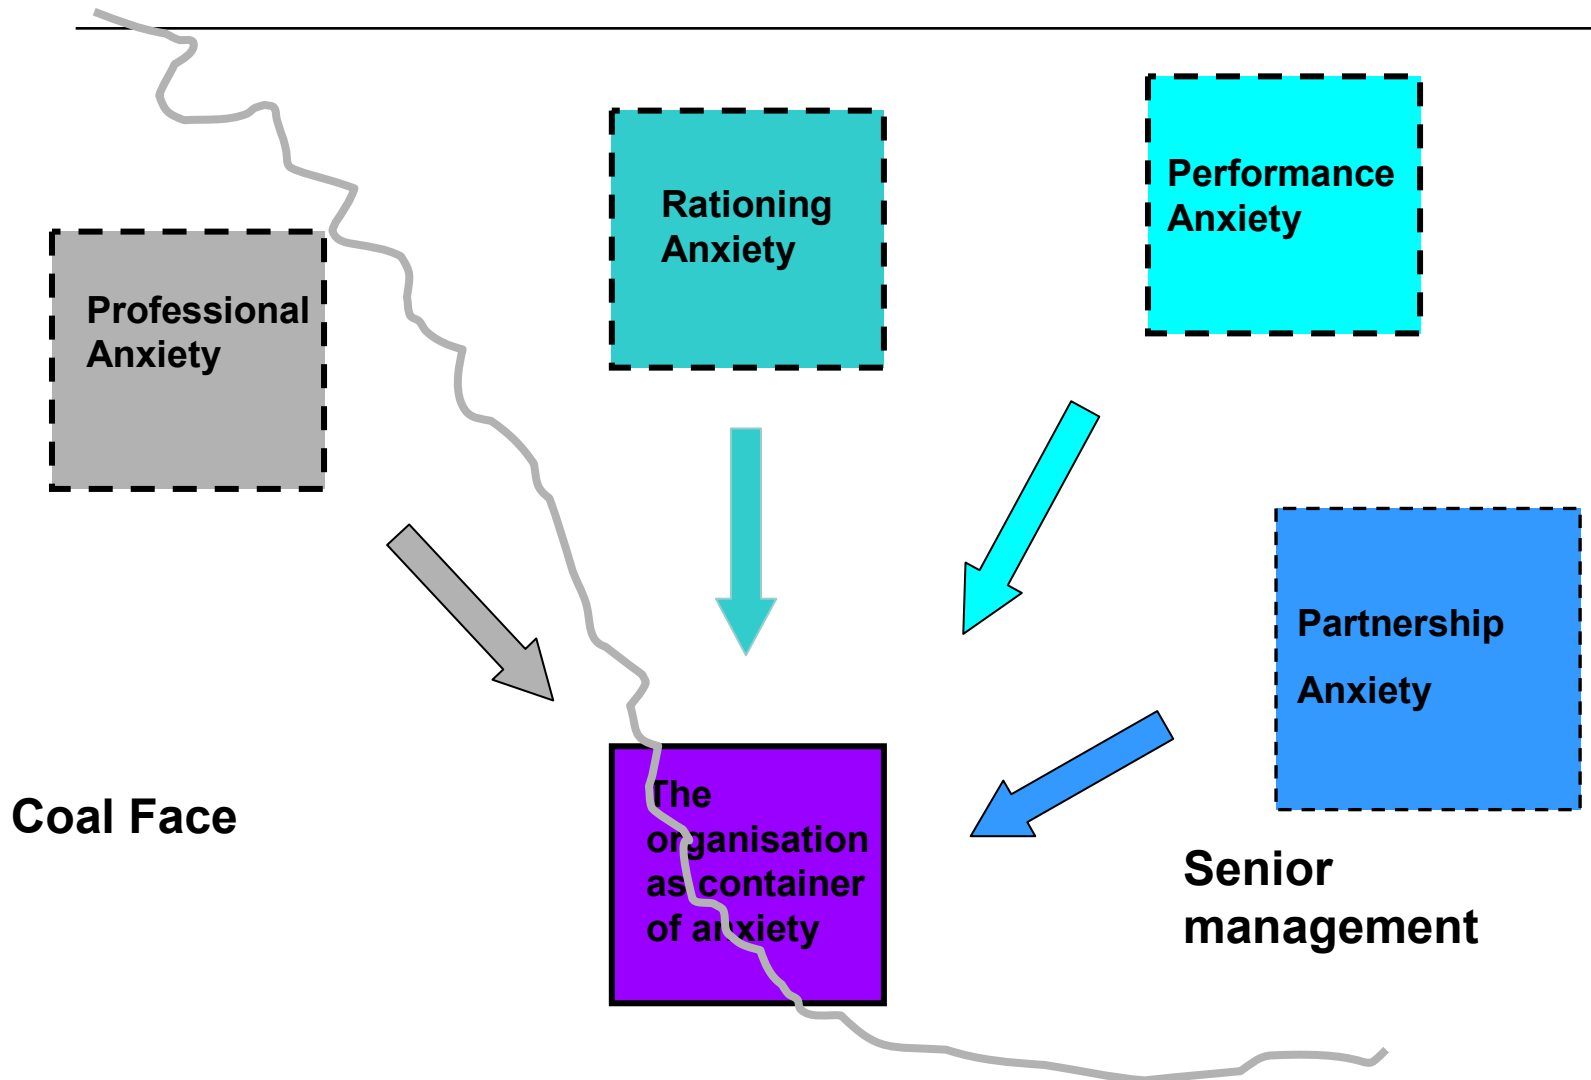 Performance
Anxiety
Rationing
Anxiety
Professional
Anxiety
Partnership
Anxiety
The
organisation
as container
of anxiety
Coal Face
Senior
management